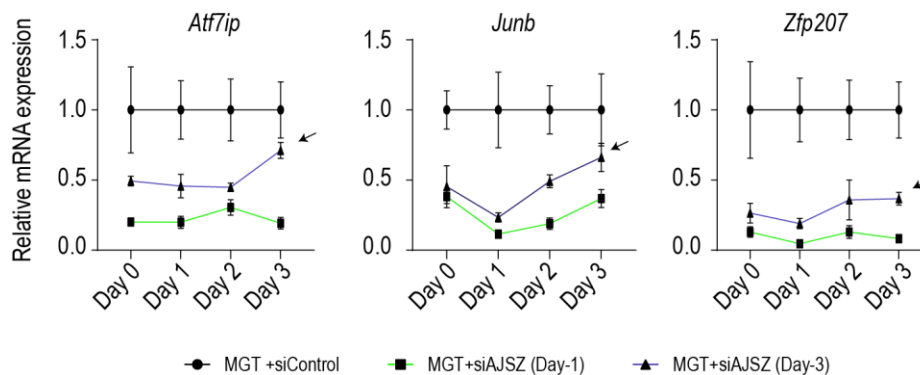 Atf7ip
Junb
Zfp207
Relative mRNA expression
1.5
1.0
0.5
0.0
Day 0
Day 1
Day 2
Day 3
1.5
1.0
0.5
0.0
Day 0
Day 1
Day 2
Day 3
1.5
1.0
0.5
0.0
Day 0
Day 1
Day 2
Day 3
MGT +siControl
MGT+siAJSZ (Day-1)
MGT+siAJSZ (Day-3)